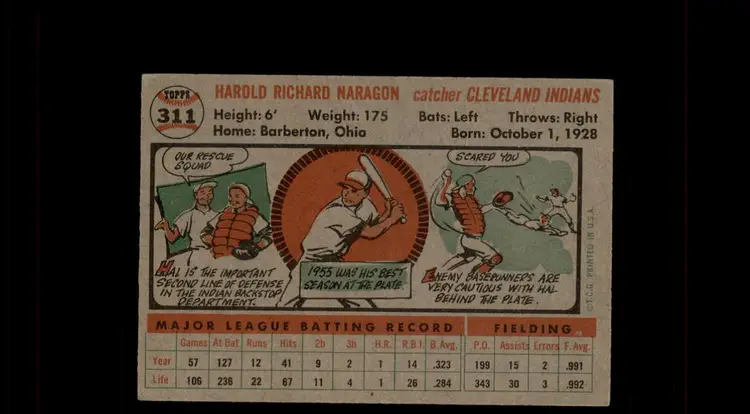 TOPPS
311
HAROLD RICHARD NARAGON catcher CLEVELAND INDIANS
Height: 6' Weight: 175 Bats: Left Throws: Right
Home: Barberton, Ohio Born: October 1, 1928
OUR RESCUE
SQUAD
SCARED YOU
HAL IS THE IMPORTANT
SECOND LINE OF DEFENSE
IN THE INDIAN BACKSTOP
DEPARTMENT.
1955 WAS HIS BEST
SEASON AT THE PLATE.
ENEMY BASERUNNERS ARE
VERY CAUTIOUS WITH HAL
BEHIND THE PLATE.
©T.C.G. PRINTED IN U.S.A.
MAJOR LEAGUE BATTING RECORD FIELDING
Games At Bat Runs Hits 2b 3h H.R. R.B.I. B.Avg. P.O. Assists Errors F.Avg.
Year 57 127 12 41 9 2 1 14 .323 199 15 2 .991
Life 106 236 22 67 11 4 1 26 .284 343 30 3 .992